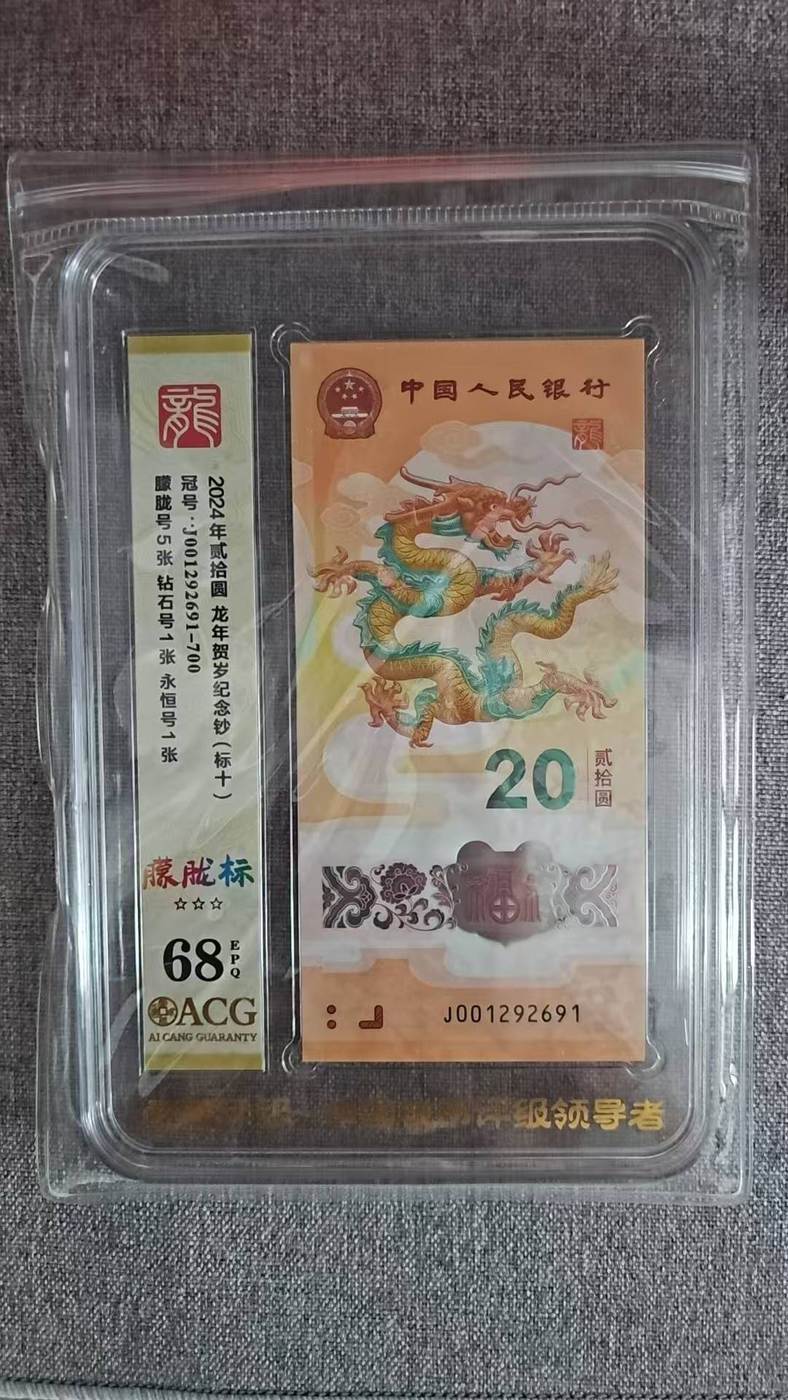 龍
2024年贰拾圆 龙年贺岁纪念钞(标十)
冠号:J001292691-700
朦胧号5张 钻石号1张 永恒号1张
朦胧标
68
EPQ
ACG
AI CANG GUARANTY
中国人民银行
龍
20
贰拾圆
福
J001292691
评级领导者